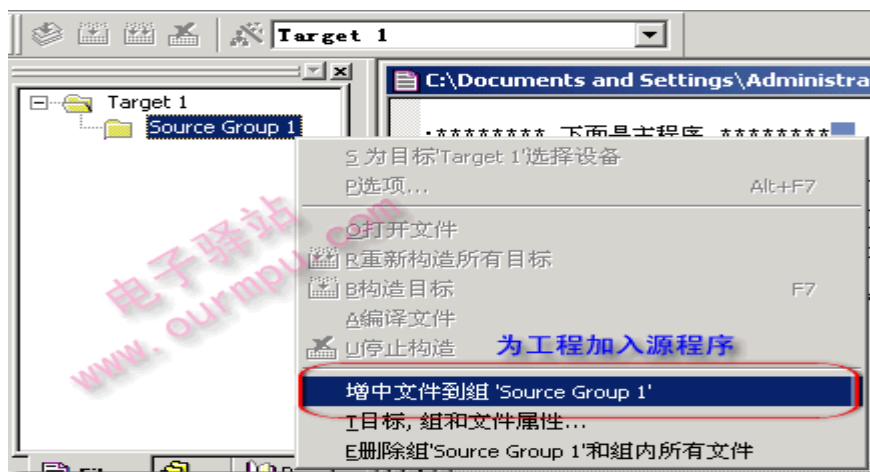 Target 1
C:\Documents and Settings\Administra
Target 1
Source Group 1
;******** 下面是主程序 ********
S 为目标'Target 1'选择设备
P选项... Alt+F7
O打开文件
R重新构造所有目标
B构造目标 F7
A编译文件
U停止构造 为工程加入源程序
增中文件到组 'Source Group 1'
T目标, 组和文件属性...
E删除组'Source Group 1'和组内所有文件
电子驿站
www.ourmpu.com